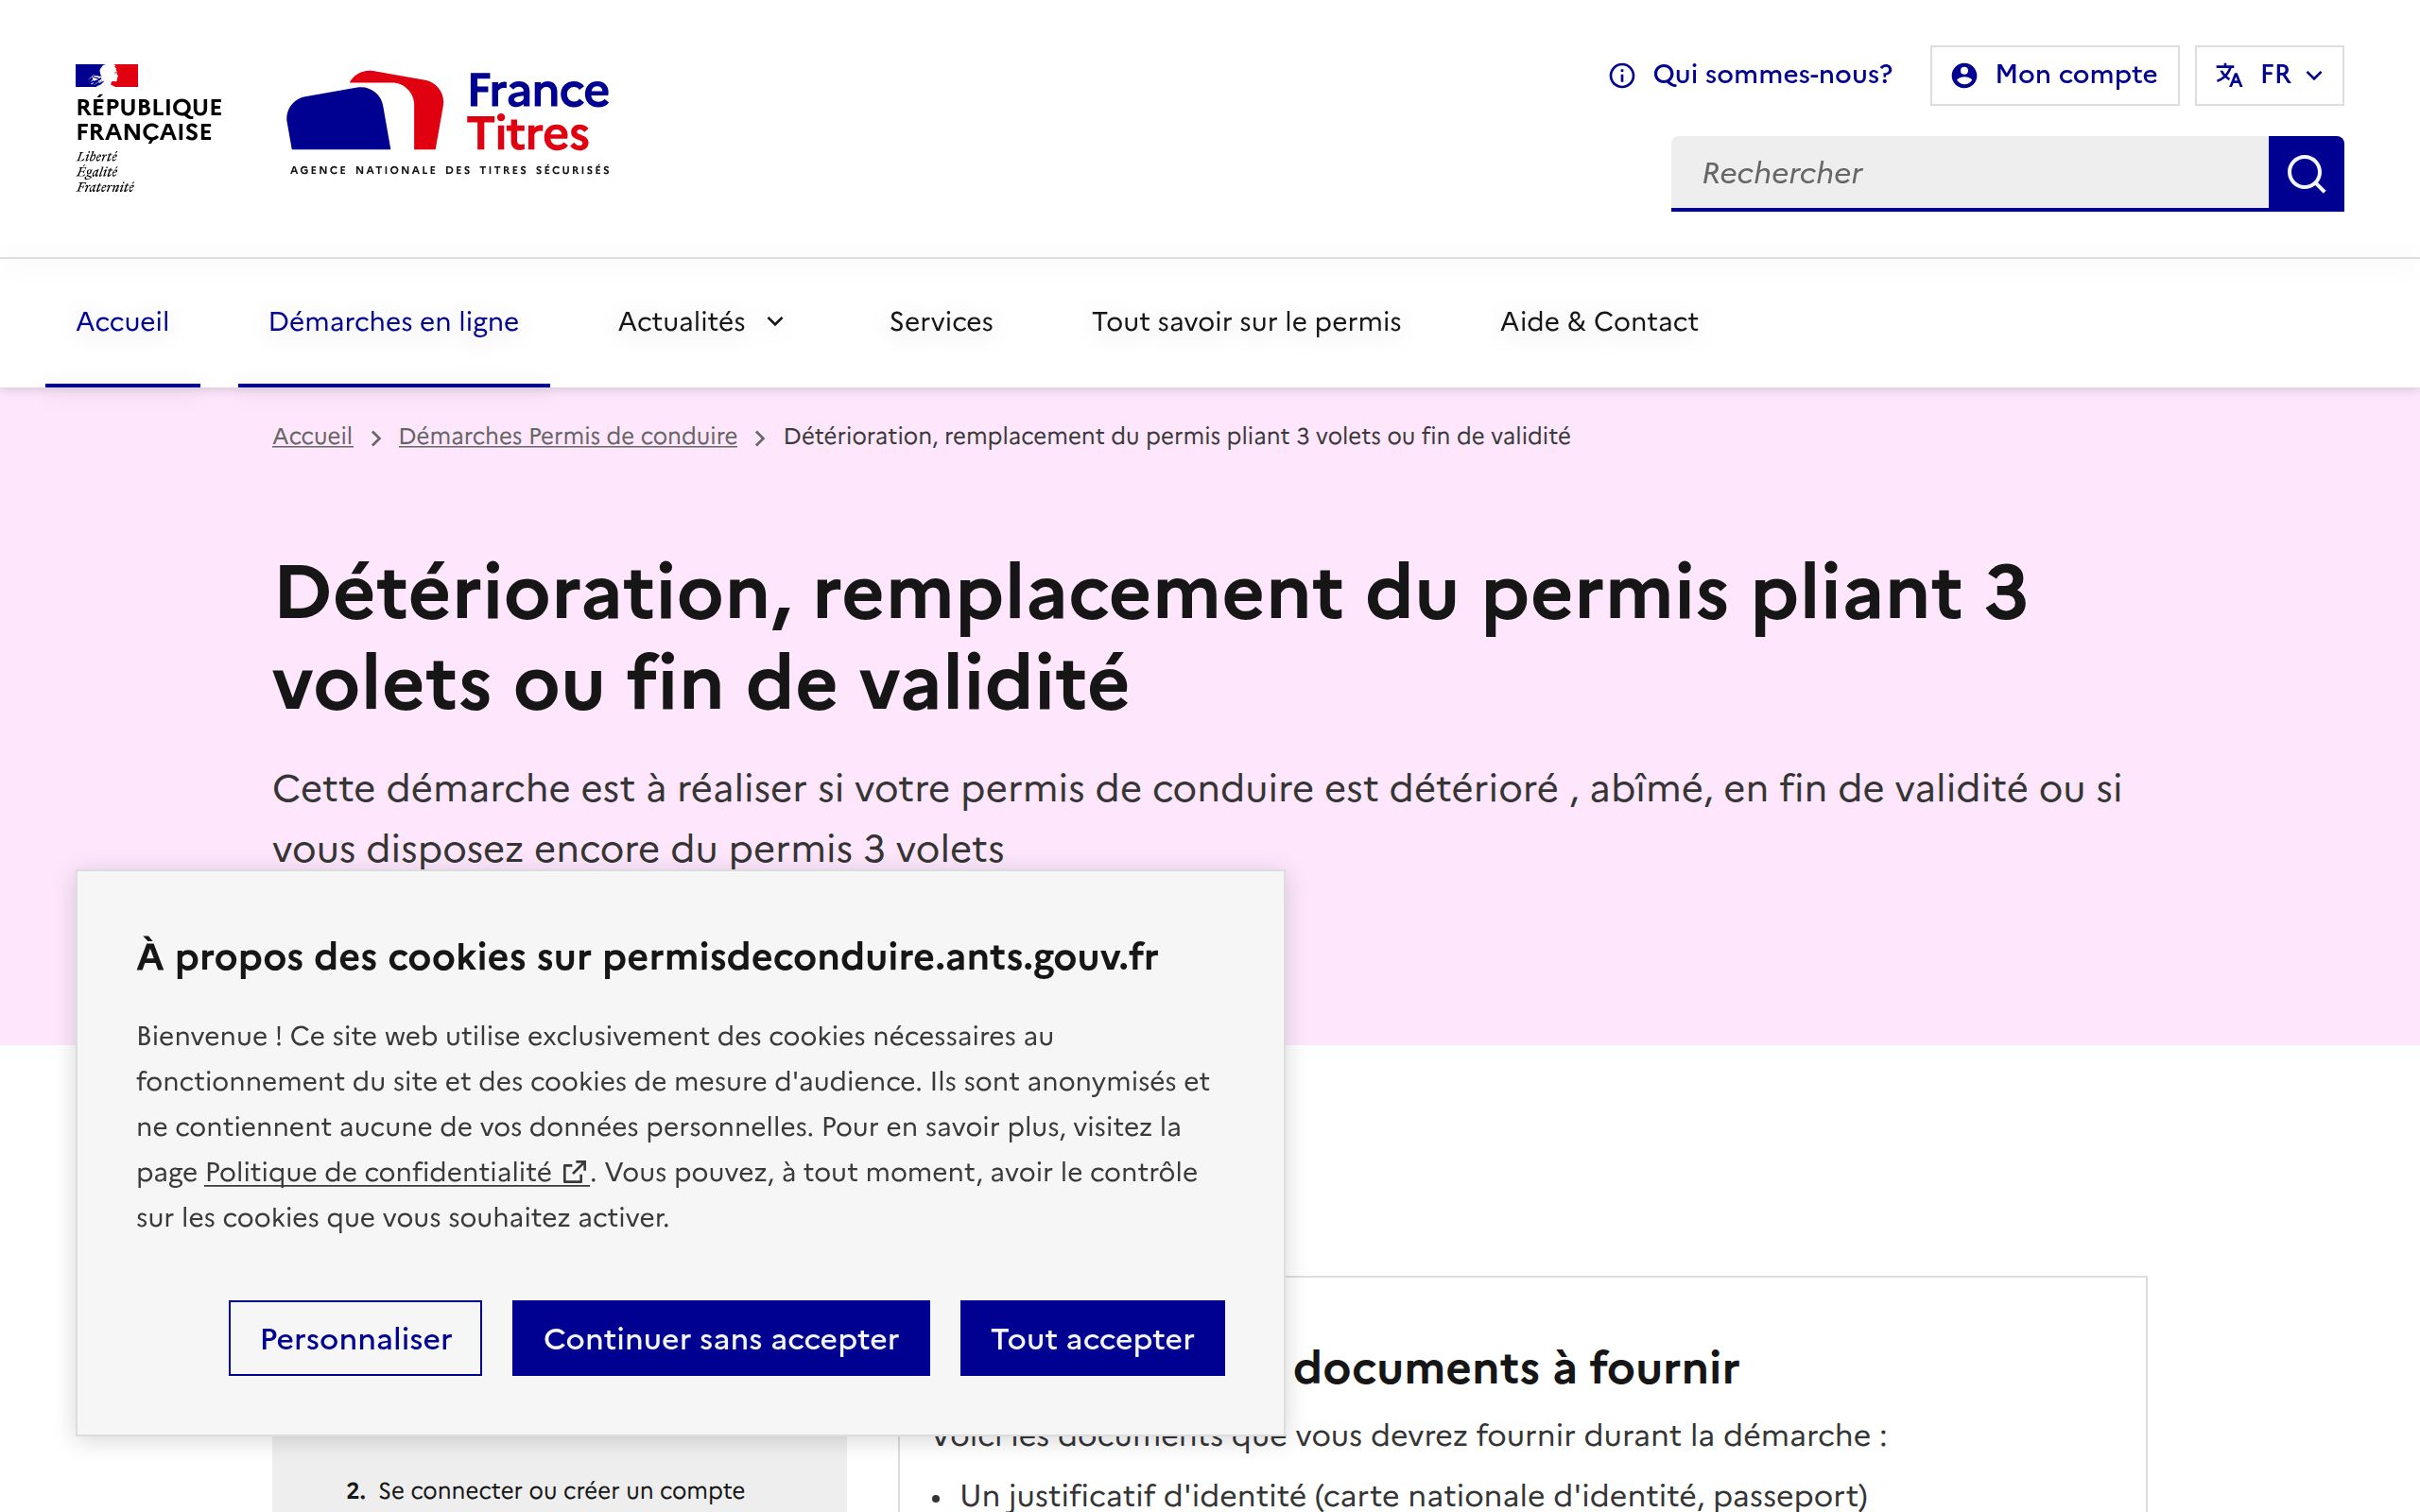 RÉPUBLIQUE
FRANÇAISE
Liberté
Égalité
Fraternité
France
Titres
AGENCE NATIONALE DES TITRES SÉCURISÉS
Qui sommes-nous?
Mon compte
FR
Rechercher
Accueil
Démarches en ligne
Actualités
Services
Tout savoir sur le permis
Aide & Contact
Accueil > Démarches Permis de conduire > Détérioration, remplacement du permis pliant 3 volets ou fin de validité
Détérioration, remplacement du permis pliant 3
volets ou fin de validité
Cette démarche est à réaliser si votre permis de conduire est détérioré , abîmé, en fin de validité ou si
vous disposez encore du permis 3 volets
À propos des cookies sur permisdeconduire.ants.gouv.fr
Bienvenue ! Ce site web utilise exclusivement des cookies nécessaires au
fonctionnement du site et des cookies de mesure d'audience. Ils sont anonymisés et
ne contiennent aucune de vos données personnelles. Pour en savoir plus, visitez la
page Politique de confidentialité. Vous pouvez, à tout moment, avoir le contrôle
sur les cookies que vous souhaitez activer.
Personnaliser
Continuer sans accepter
Tout accepter
documents à fournir
Voici les documents que vous devrez fournir durant la démarche :
• Un justificatif d'identité (carte nationale d'identité, passeport)
2. Se connecter ou créer un compte